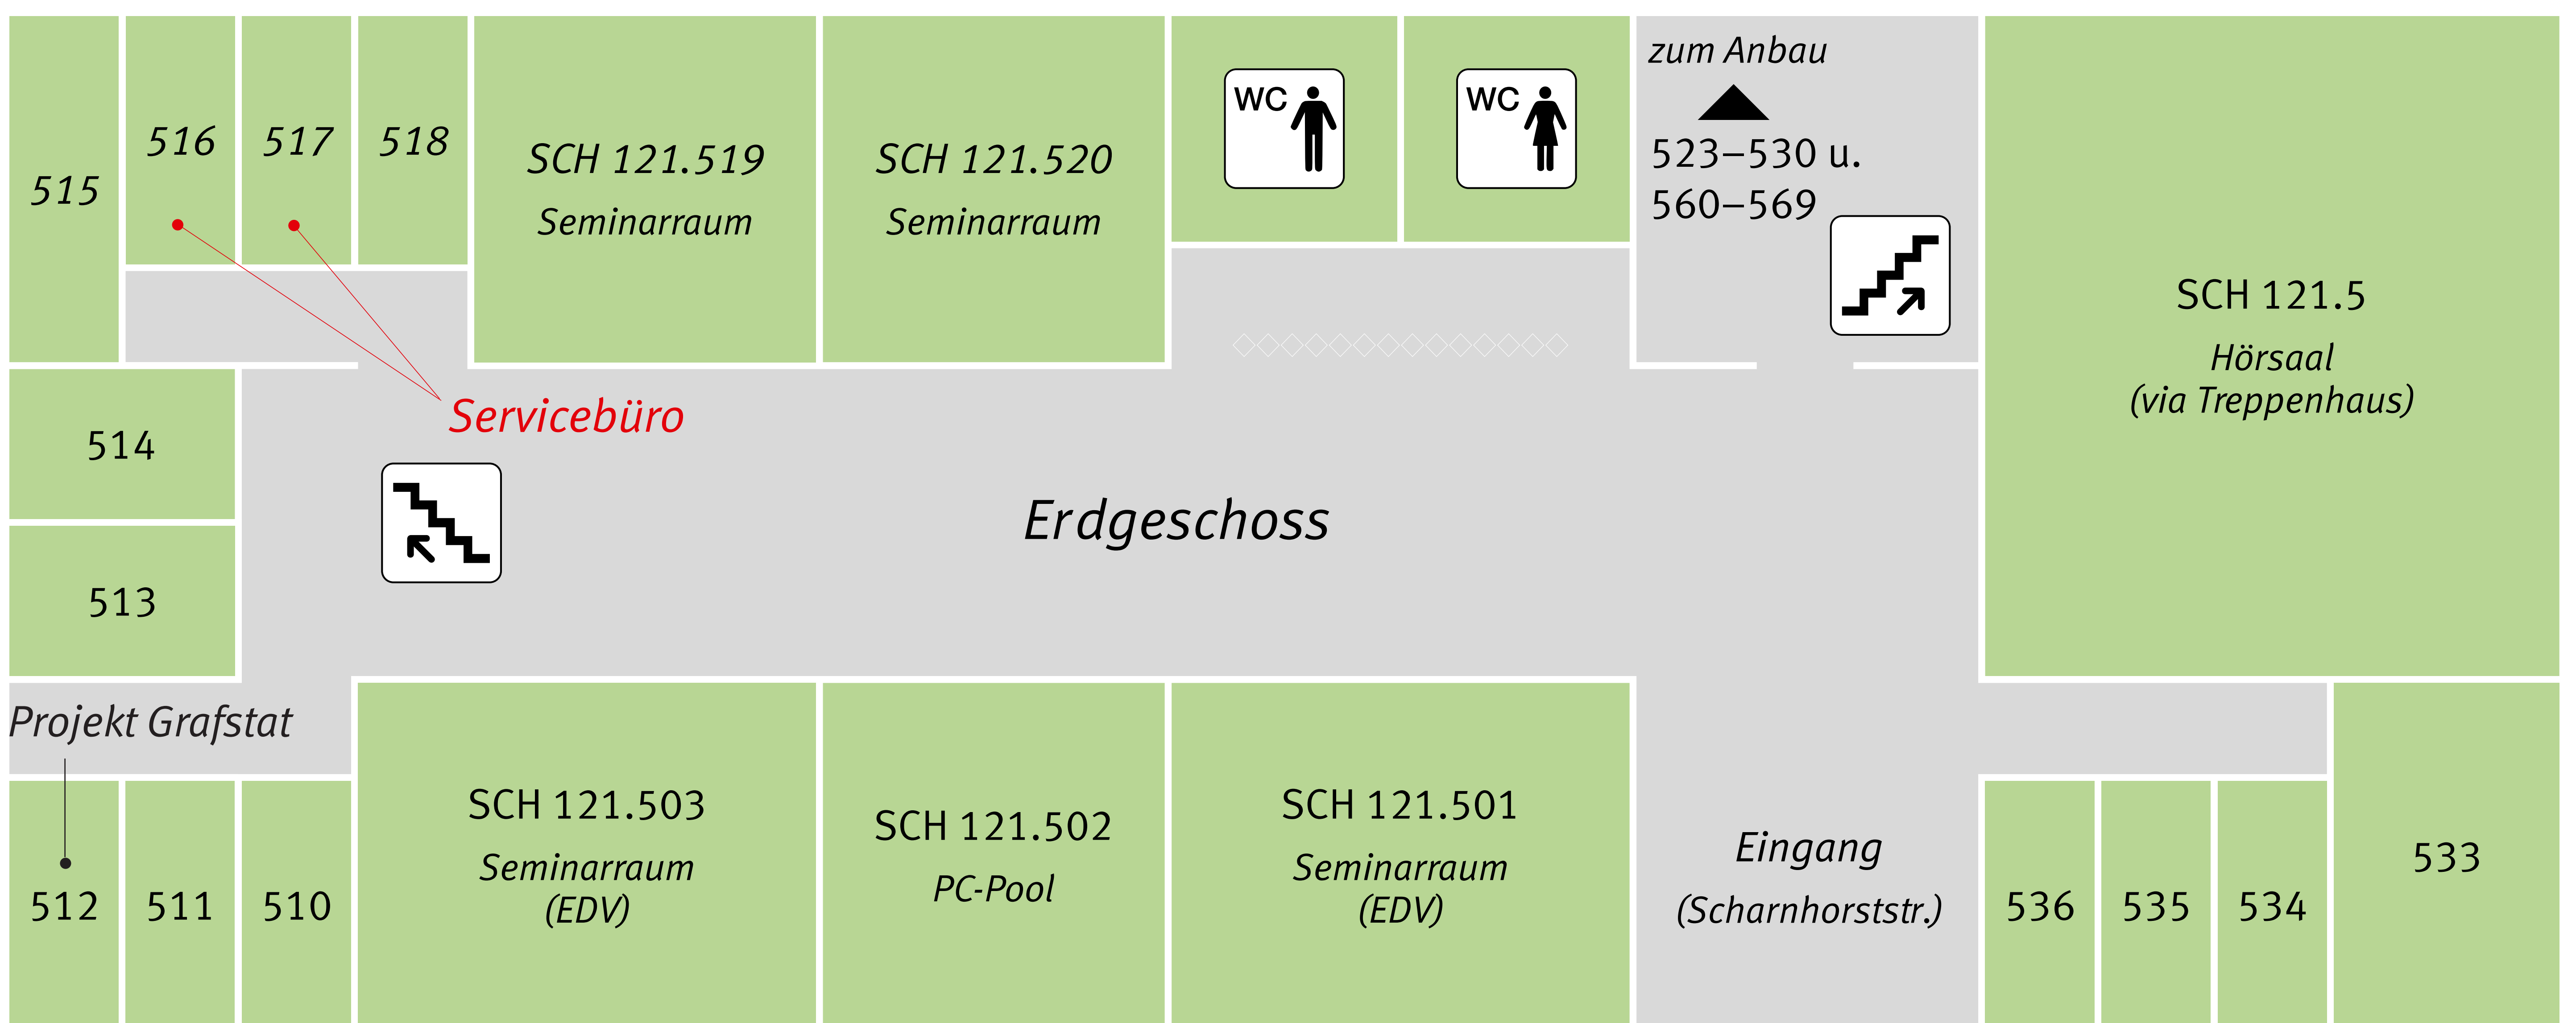 515
516
517
518
SCH 121.519
Seminarraum
SCH 121.520
Seminarraum
WC
WC
zum Anbau
523–530 u.
560–569
SCH 121.5
Hörsaal
(via Treppenhaus)
Servicebüro
514
513
Erdgeschoss
Projekt Grafstat
512
511
510
SCH 121.503
Seminarraum
(EDV)
SCH 121.502
PC-Pool
SCH 121.501
Seminarraum
(EDV)
Eingang
(Scharnhorststr.)
536
535
534
533